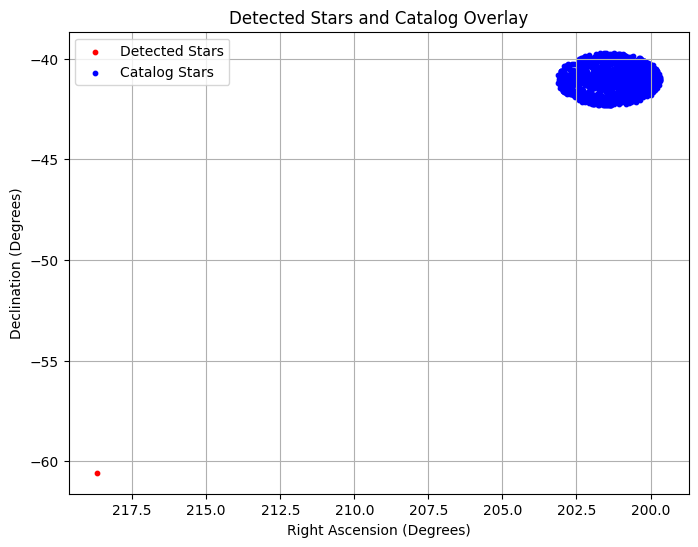 Detected Stars and Catalog Overlay
Detected Stars
Catalog Stars
−40
−45
−50
−55
−60
Declination (Degrees)
217.5 215.0 212.5 210.0 207.5 205.0 202.5 200.0
Right Ascension (Degrees)